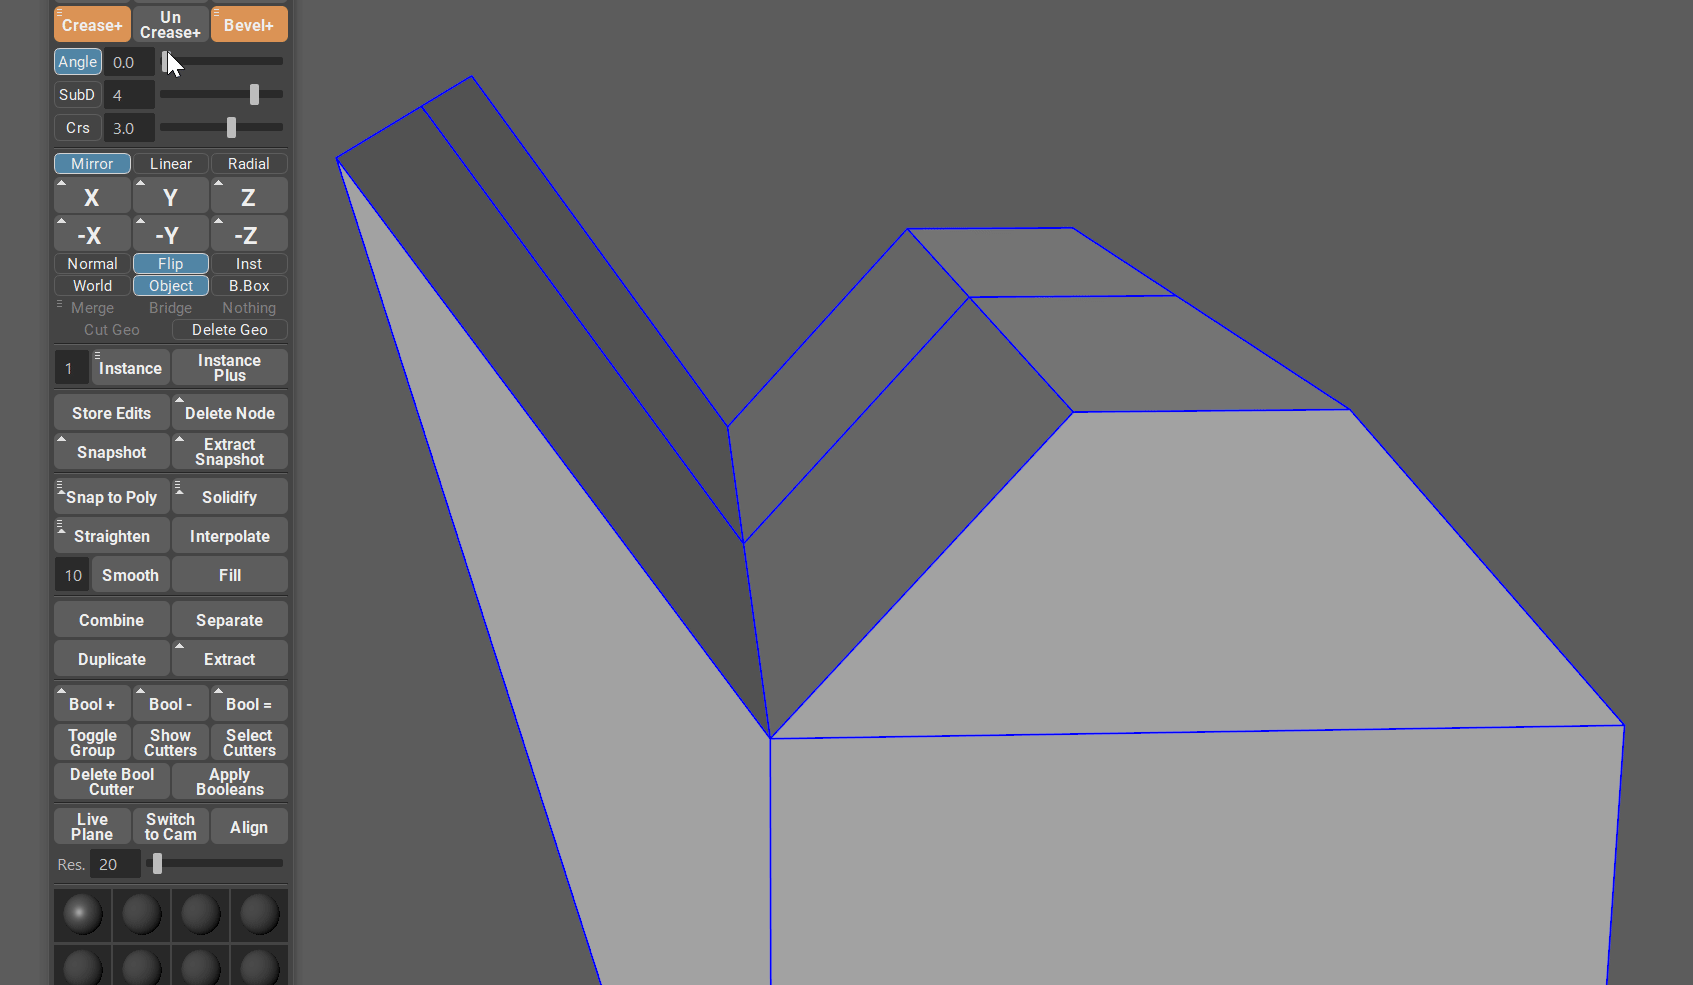 Crease+ Un Crease+ Bevel+
Angle 0.0
SubD 4
Crs 3.0
Mirror Linear Radial
X Y Z
-X -Y -Z
Normal Flip Inst
World Object B.Box
Merge Bridge Nothing
Cut Geo Delete Geo
1 Instance Instance Plus
Store Edits Delete Node
Snapshot Extract Snapshot
Snap to Poly Solidify
Straighten Interpolate
10 Smooth Fill
Combine Separate
Duplicate Extract
Bool + Bool - Bool =
Toggle Group Show Cutters Select Cutters
Delete Bool Cutter Apply Booleans
Live Plane Switch to Cam Align
Res. 20